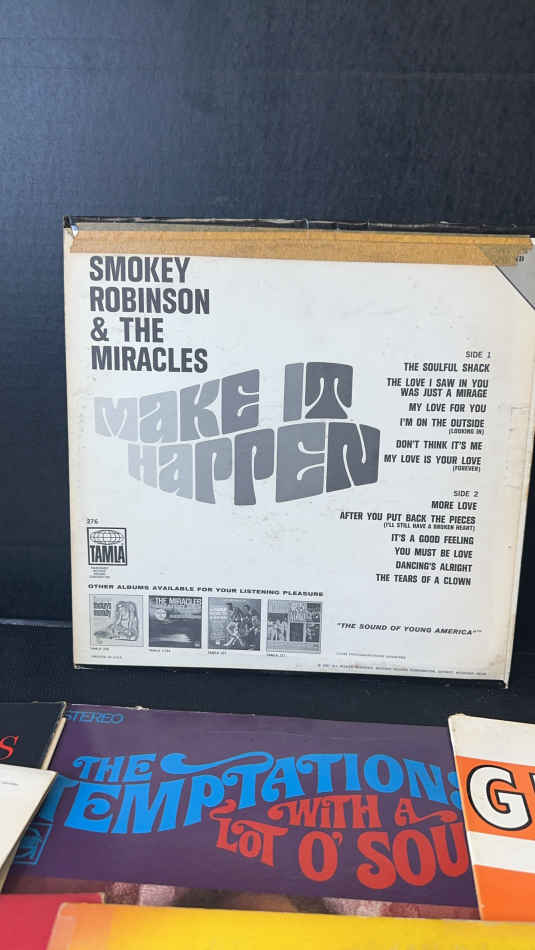 SMOKEY
ROBINSON
& THE
MIRACLES
MAKE IT
HAPPEN
SIDE 1
THE SOULFUL SHACK
THE LOVE I SAW IN YOU
WAS JUST A MIRAGE
MY LOVE FOR YOU
I'M ON THE OUTSIDE
(LOOKING IN)
DON'T THINK IT'S ME
MY LOVE IS YOUR LOVE
(FOREVER)
SIDE 2
MORE LOVE
AFTER YOU PUT BACK THE PIECES
(I'LL STILL HAVE A BROKEN HEART)
IT'S A GOOD FEELING
YOU MUST BE LOVE
DANCING'S ALRIGHT
THE TEARS OF A CLOWN
276
TAMLA
OTHER ALBUMS AVAILABLE FOR YOUR LISTENING PLEASURE
THE MIRACLES
"THE SOUND OF YOUNG AMERICA"
STEREO
THE
TEMPTATIONS
WITH A
LOT O' SOU
S
G